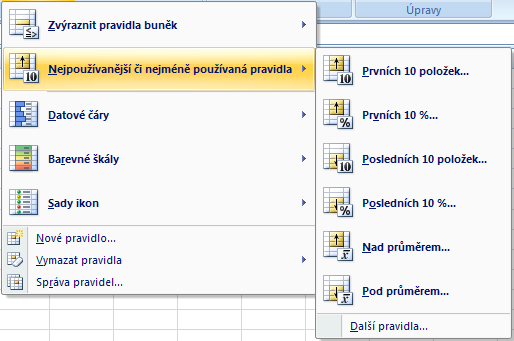 Úpravy
Zvýraznit pravidla buněk
Nejpoužívanější či nejméně používaná pravidla
Datové čáry
Barevné škály
Sady ikon
Nové pravidlo...
Vymazat pravidla
Správa pravidel...
Prvních 10 položek...
Prvních 10 %...
Posledních 10 položek...
Posledních 10 %...
Nad průměrem...
Pod průměrem...
Další pravidla...